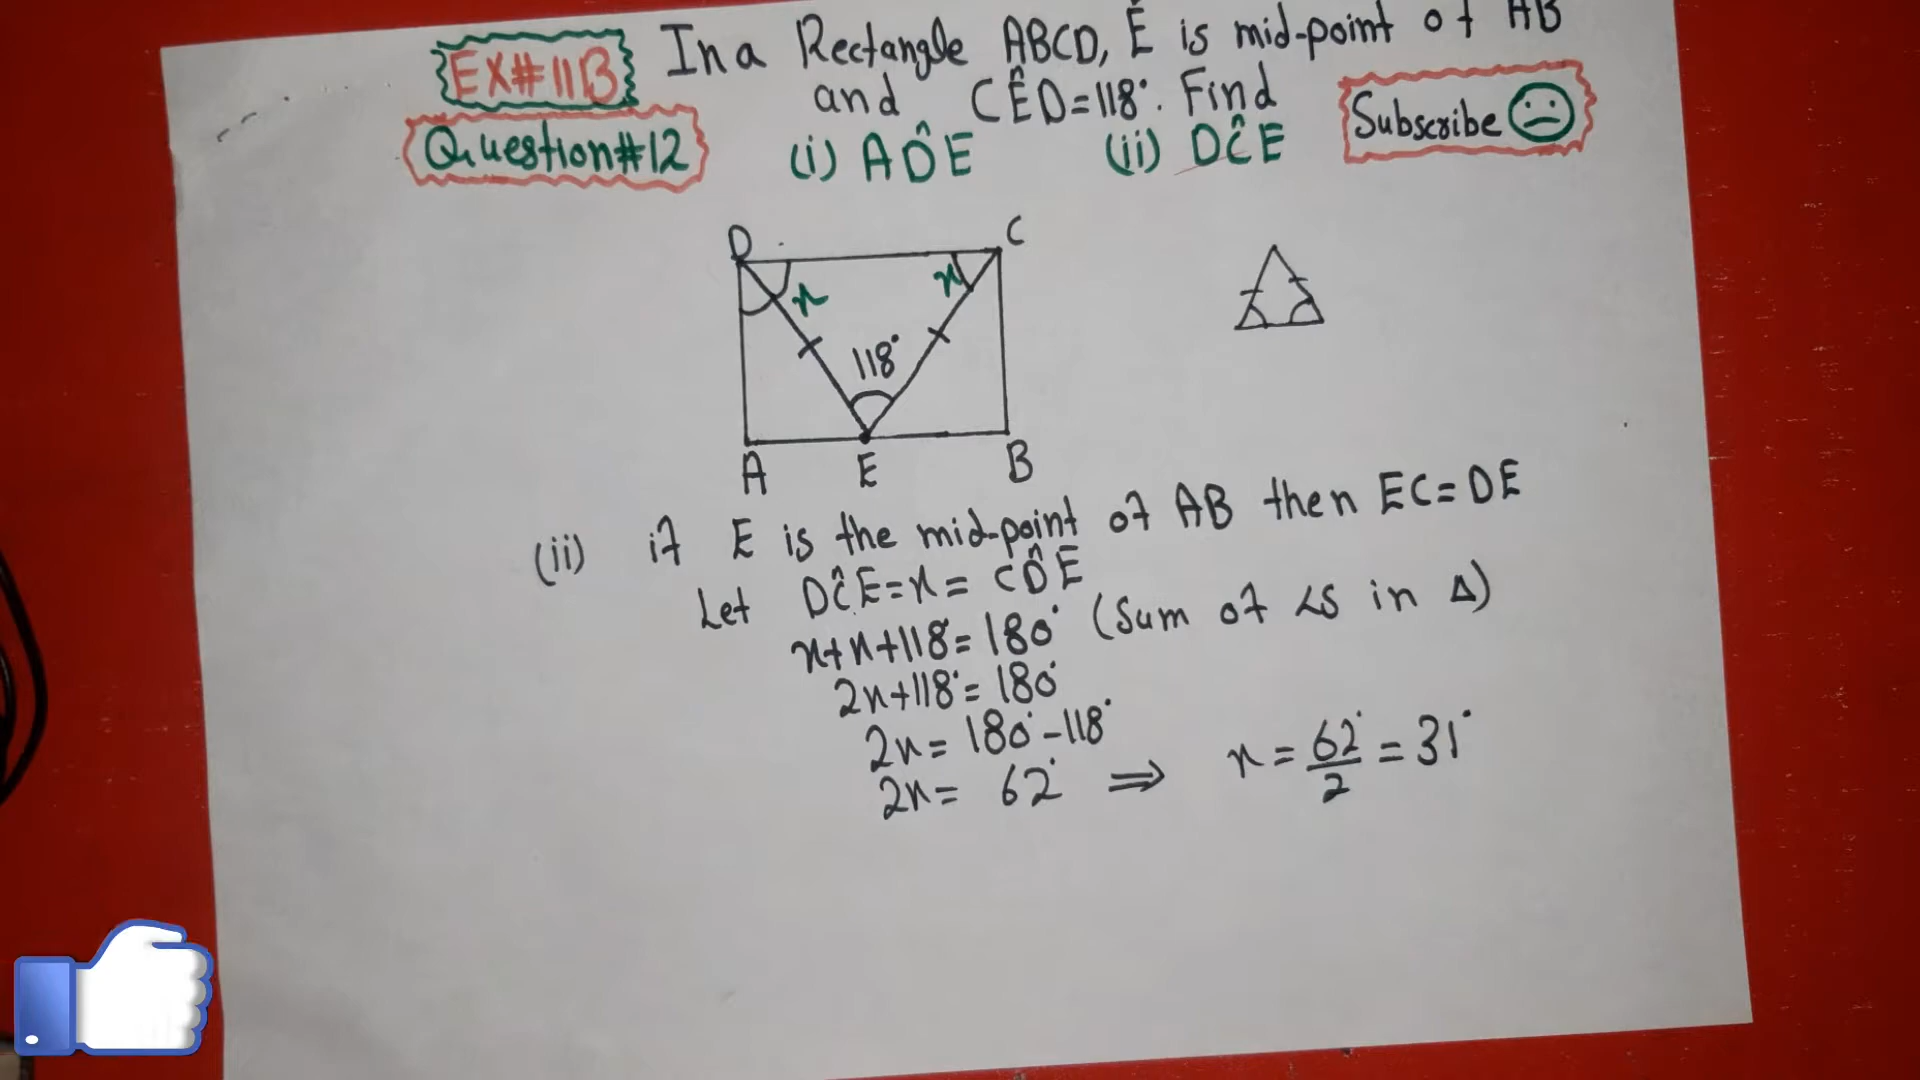 EX#11B
In a Rectangle ABCD, E is mid-point of AB
and CÊD=118°. Find
Question#12
(i) AD̂E
(ii) DĈE
Subscribe
D
C
x
x
118°
A
E
B
(ii) if E is the mid-point of AB then EC=DE
Let DĈE=x= CD̂E
x+x+118°=180° (Sum of ∠s in Δ)
2x+118°=180°
2x=180°-118°
2x= 62° ⇒ x=62°/2=31°